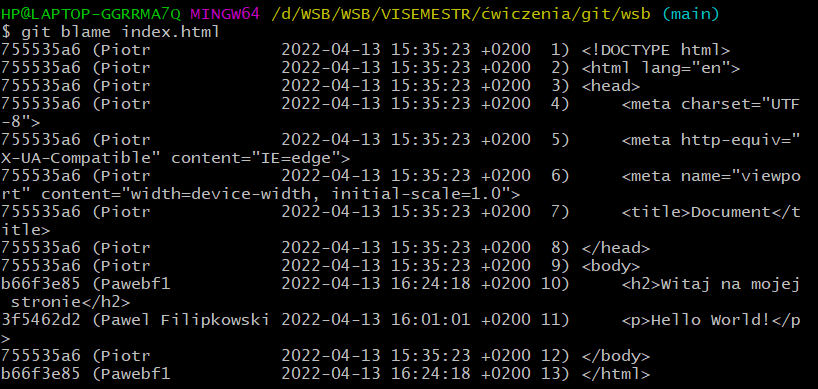 HP@LAPTOP-GGRRMA7Q MINGW64 /d/WSB/WSB/VISEMESTR/ćwiczenia/git/wsb (main)
$ git blame index.html
755535a6 (Piotr             2022-04-13 15:35:23 +0200  1) <!DOCTYPE html>
755535a6 (Piotr             2022-04-13 15:35:23 +0200  2) <html lang="en">
755535a6 (Piotr             2022-04-13 15:35:23 +0200  3) <head>
755535a6 (Piotr             2022-04-13 15:35:23 +0200  4)     <meta charset="UTF
-8">
755535a6 (Piotr             2022-04-13 15:35:23 +0200  5)     <meta http-equiv="
X-UA-Compatible" content="IE=edge">
755535a6 (Piotr             2022-04-13 15:35:23 +0200  6)     <meta name="viewpo
rt" content="width=device-width, initial-scale=1.0">
755535a6 (Piotr             2022-04-13 15:35:23 +0200  7)     <title>Document</t
itle>
755535a6 (Piotr             2022-04-13 15:35:23 +0200  8) </head>
755535a6 (Piotr             2022-04-13 15:35:23 +0200  9) <body>
b66f3e85 (Pawebf1           2022-04-13 16:24:18 +0200 10)     <h2>Witaj na mojej
 stronie</h2>
3f5462d2 (Pawel Filipkowski 2022-04-13 16:01:01 +0200 11)     <p>Hello World!</p
>
755535a6 (Piotr             2022-04-13 15:35:23 +0200 12) </body>
b66f3e85 (Pawebf1           2022-04-13 16:24:18 +0200 13) </html>